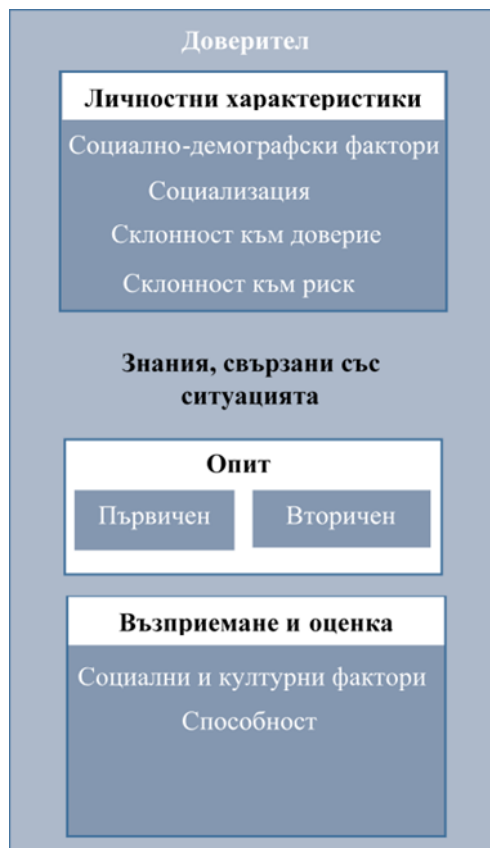 Доверител
Личностни характеристики
Социално-демографски фактори
Социализация
Склонност към доверие
Склонност към риск
Знания, свързани със
ситуацията
Опит
Първичен
Вторичен
Възприемане и оценка
Социални и културни фактори
Способност